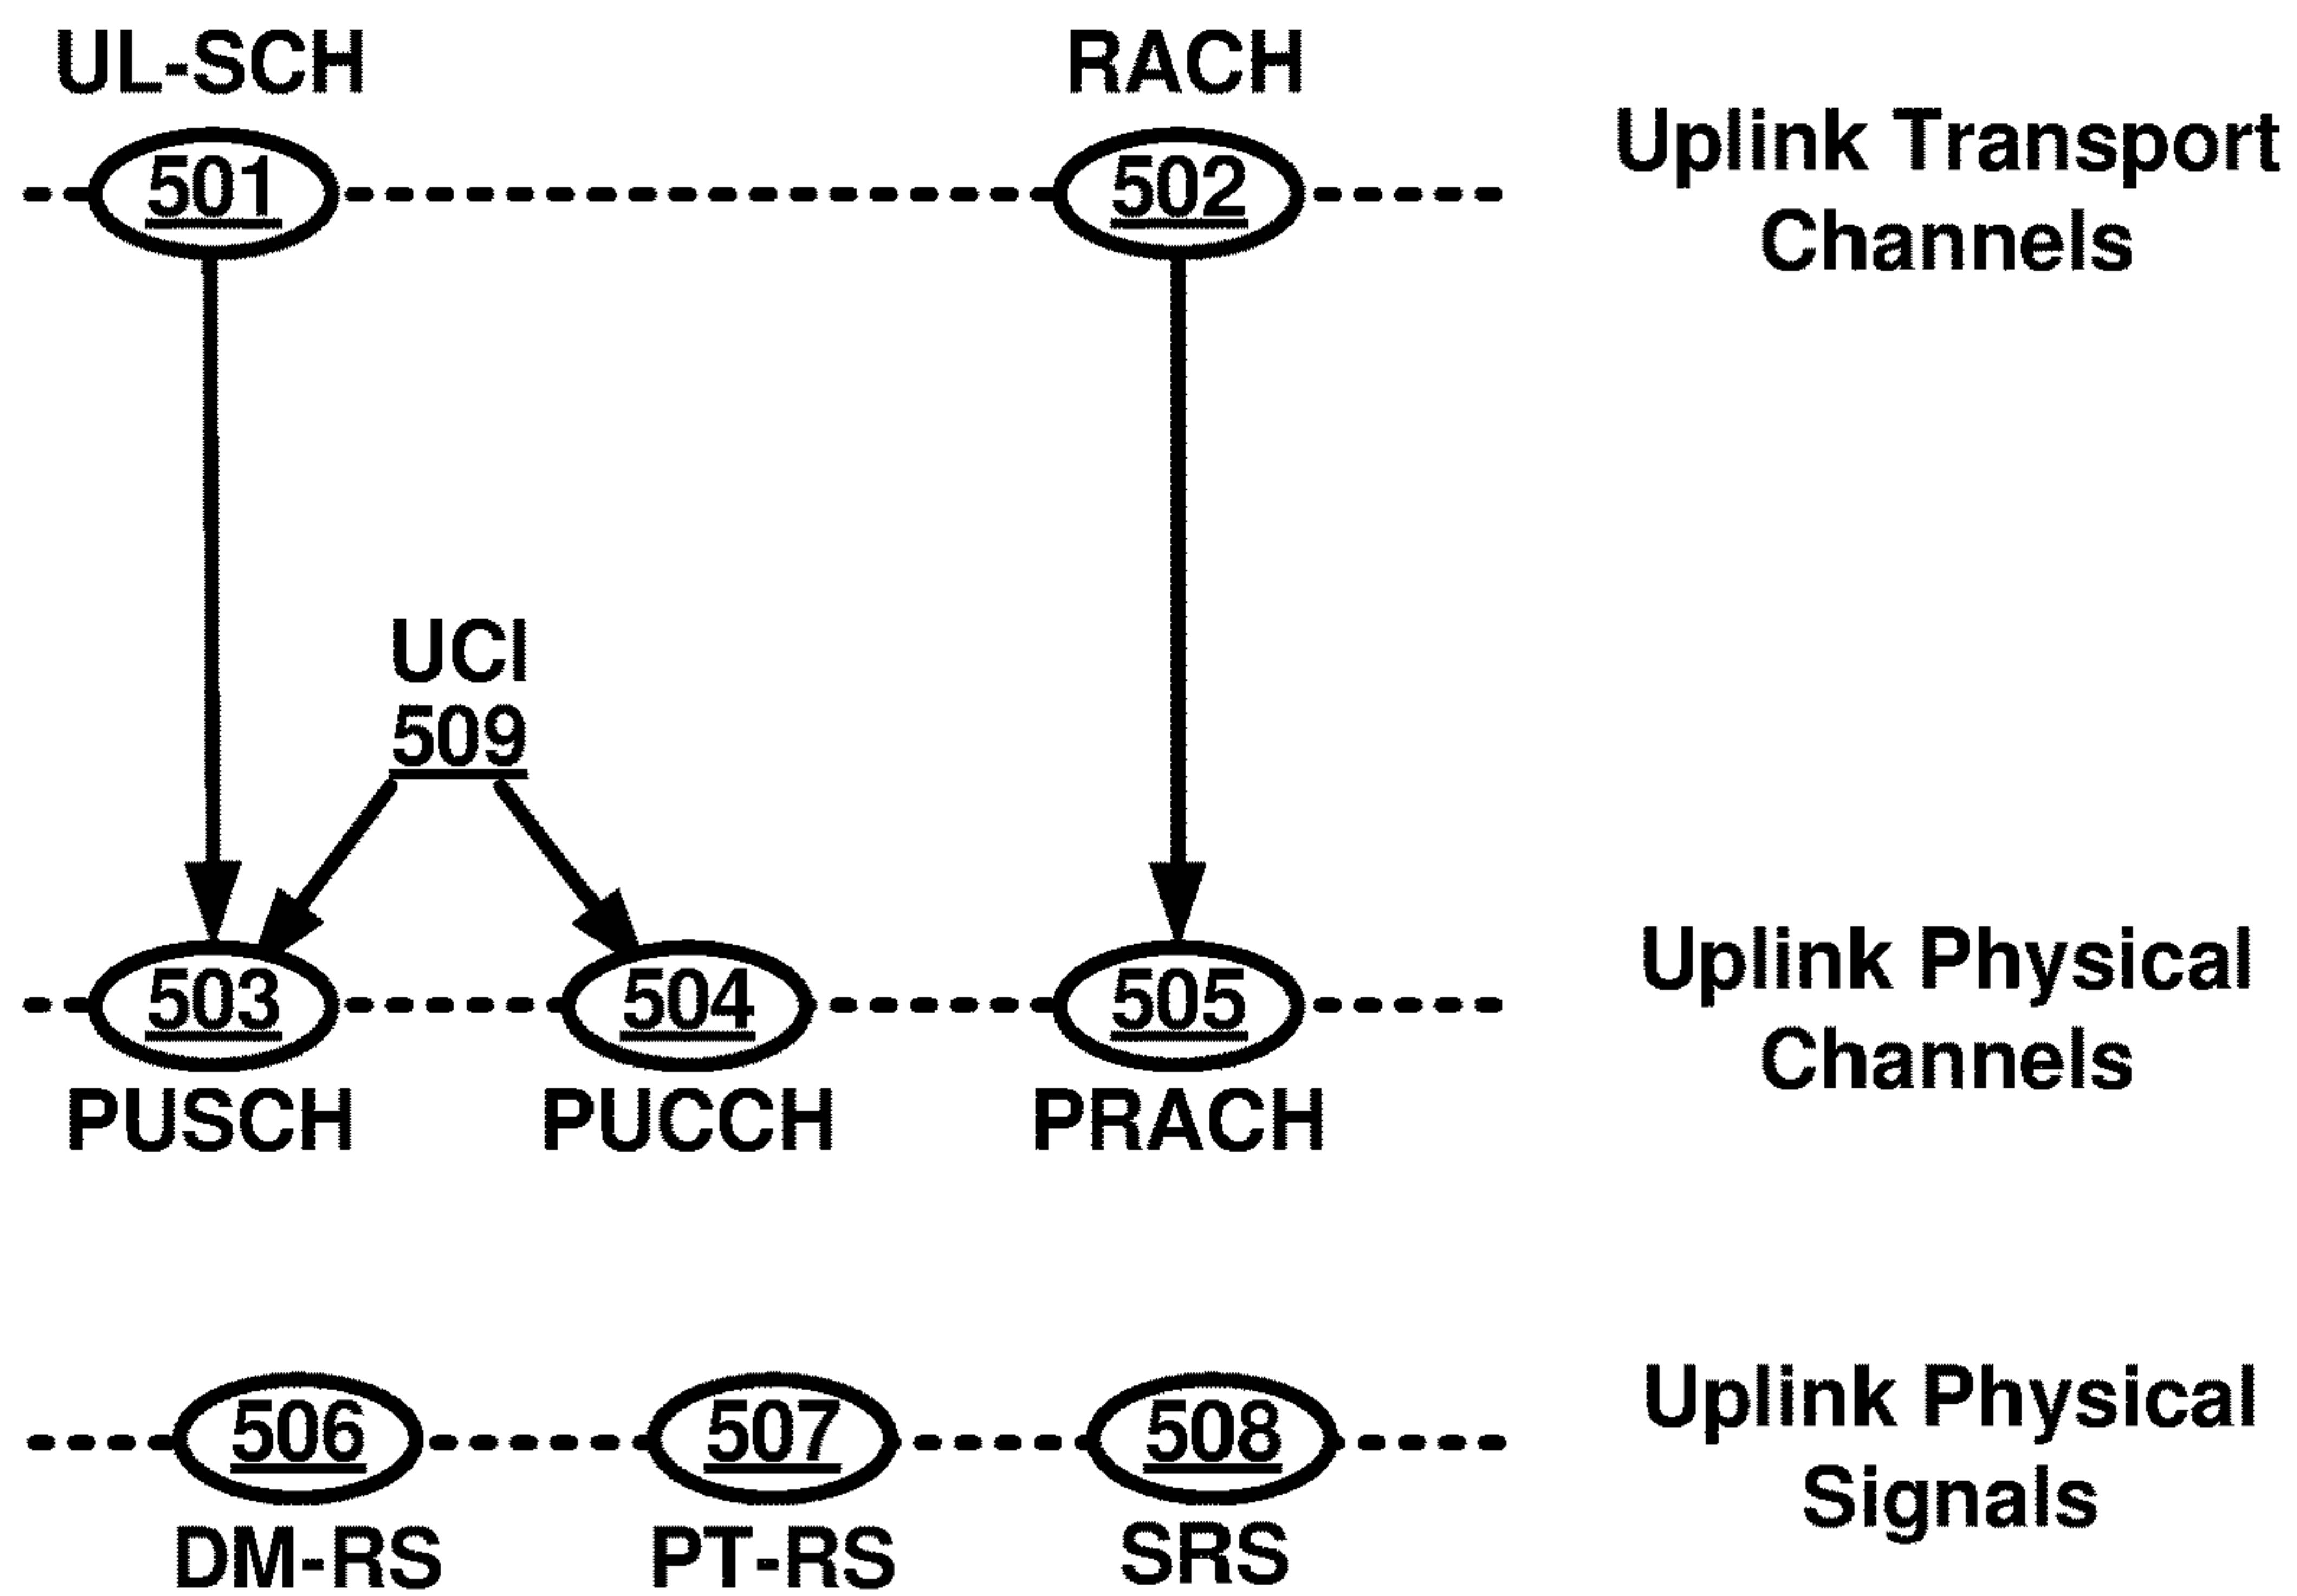 UL-SCH
RACH
501
502
Uplink Transport
Channels
UCI
509
503
504
505
Uplink Physical
Channels
PUSCH
PUCCH
PRACH
506
507
508
Uplink Physical
Signals
DM-RS
PT-RS
SRS